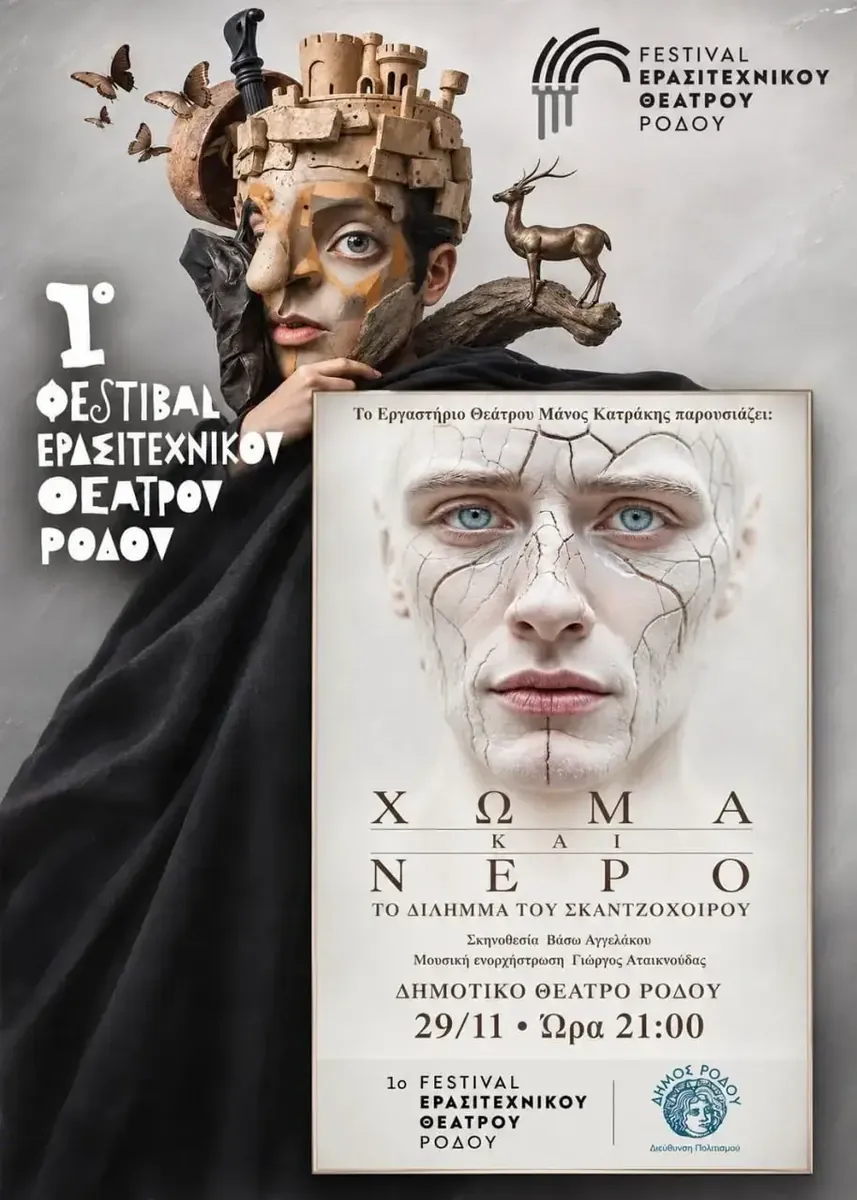 FESTIVAL
ΕΡΑΣΙΤΕΧΝΙΚΟΥ
ΘΕΑΤΡΟΥ
ΡΟΔΟΥ
1ο
ΦΕSΤΙΒΑL
ΕΡΑΣΙΤΕΧΝΙΚΟΥ
ΘΕΑΤΡΟΥ
ΡΟΔΟΥ
Το Εργαστήριο Θεάτρου Μάνος Κατράκης παρουσιάζει:
ΧΩΜΑ
ΚΑΙ
ΝΕΡΟ
ΤΟ ΔΙΛΗΜΜΑ ΤΟΥ ΣΚΑΝΤΖΟΧΟΙΡΟΥ
Σκηνοθεσία Βάσω Αγγελάκου
Μουσική ενορχήστρωση Γιώργος Αταικνούδας
ΔΗΜΟΤΙΚΟ ΘΕΑΤΡΟ ΡΟΔΟΥ
29/11 • Ώρα 21:00
1ο FESTIVAL
ΕΡΑΣΙΤΕΧΝΙΚΟΥ
ΘΕΑΤΡΟΥ
ΡΟΔΟΥ
ΔΗΜΟΣ ΡΟΔΟΥ
Διεύθυνση Πολιτισμού